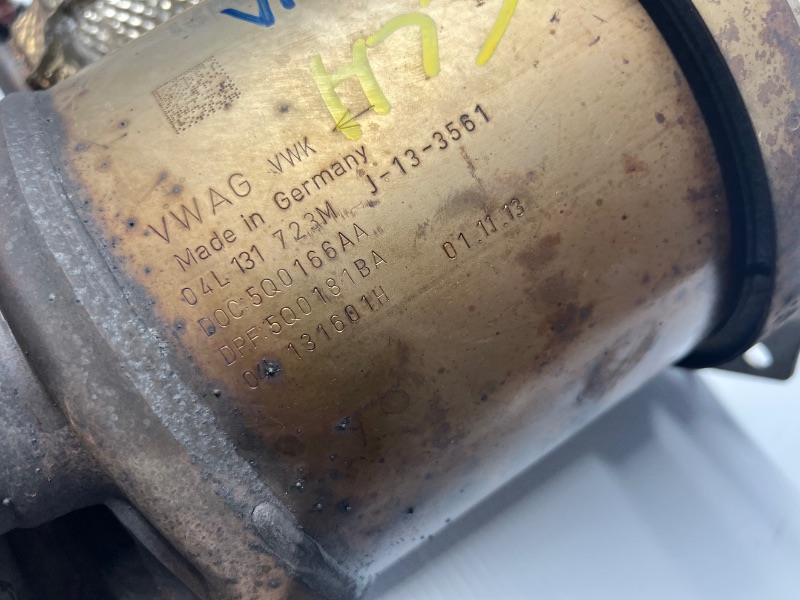 VWAG VWK
Made in Germany
04L 131 723M J-13-3561
DOC:5Q0166AA
DPF:5Q0181BA 01.11.13
131601H